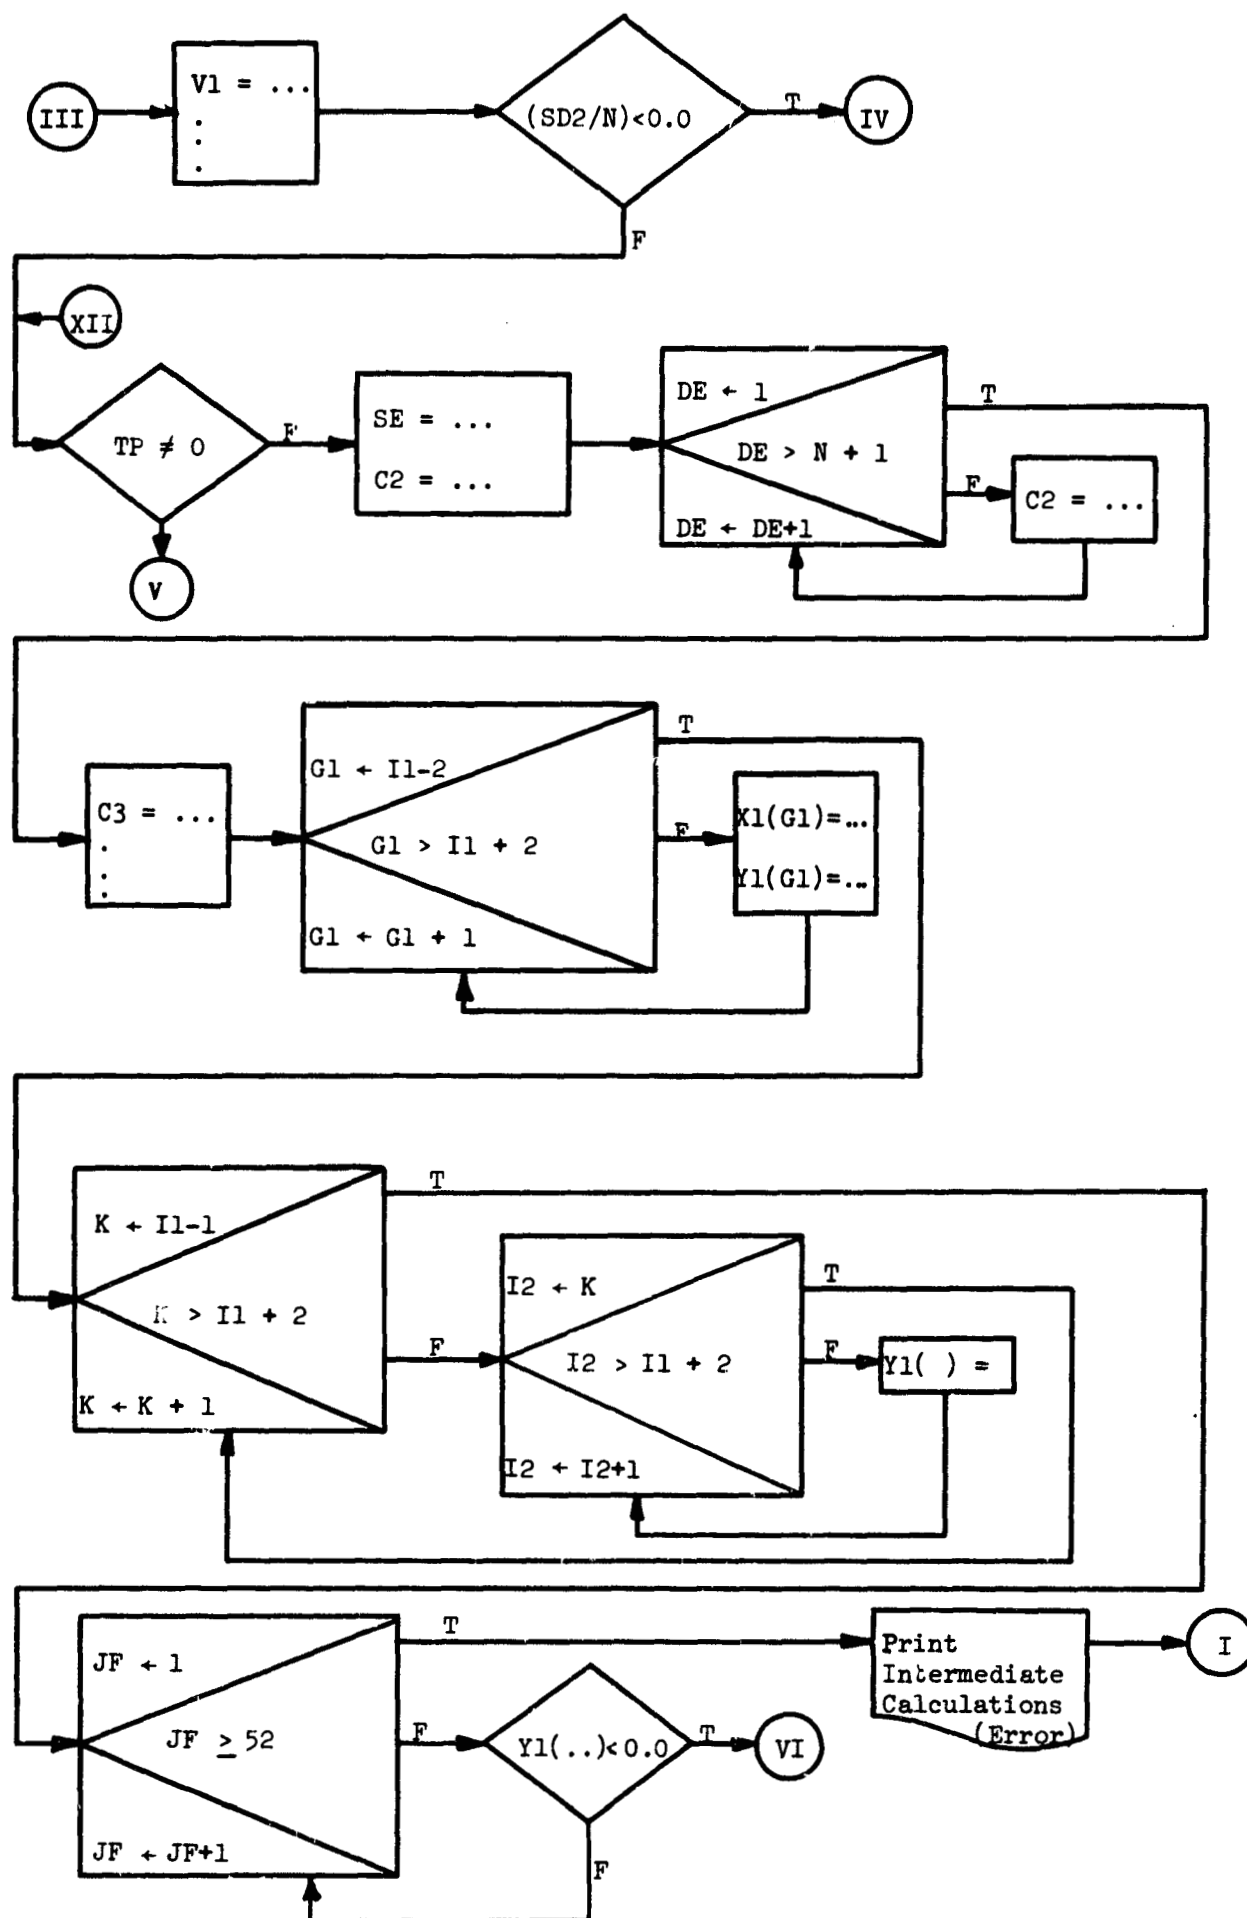 III
V1 = ...
.
.
.
(SD2/N)<0.0
T
IV
F
XII
TP ≠ 0
F
V
SE = ...
C2 = ...
DE ← 1
DE > N + 1
DE ← DE+1
T
F
C2 = ...
C3 = ...
.
.
.
G1 ← I1-2
G1 > I1 + 2
G1 ← G1 + 1
T
F
X1(G1)=...
Y1(G1)=...
K ← I1-1
K > I1 + 2
K ← K + 1
T
F
I2 ← K
I2 > I1 + 2
I2 ← I2+1
T
F
Y1( ) =
JF ← 1
JF ≥ 52
JF ← JF+1
T
F
Y1(..)<0.0
T
VI
F
Print
Intermediate
Calculations
(Error)
I